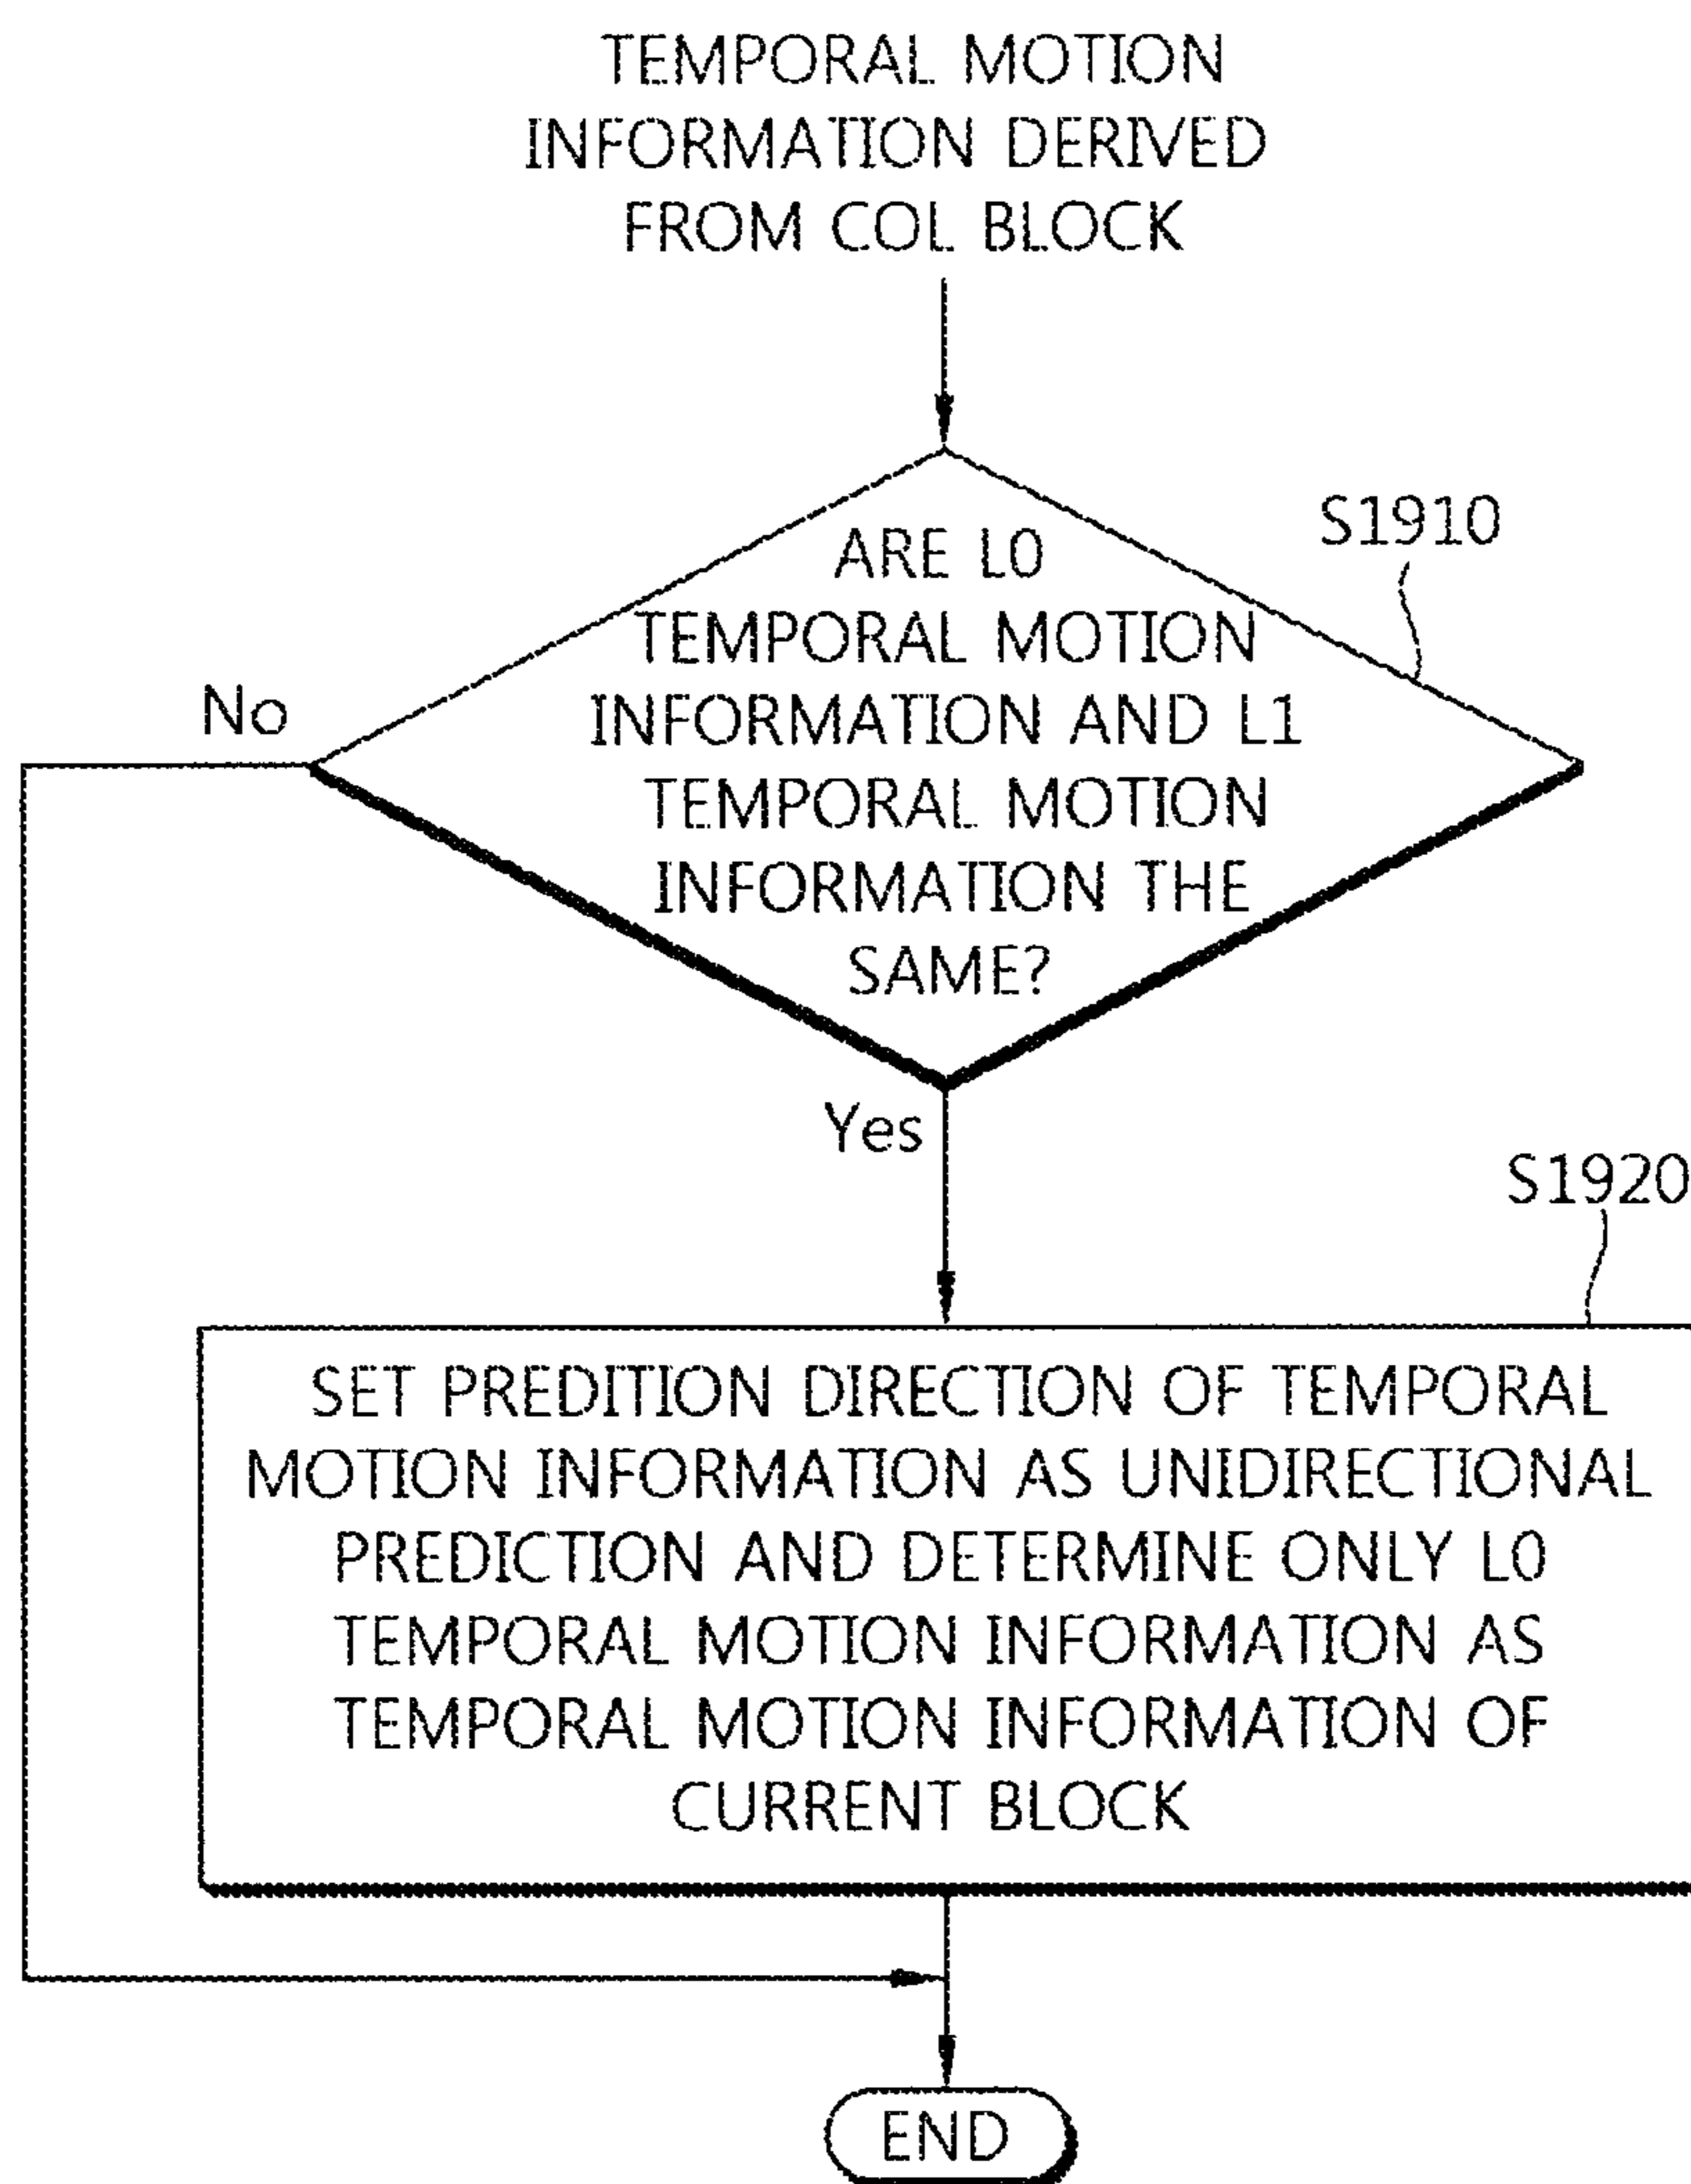 TEMPORAL MOTION
INFORMATION DERIVED
FROM COL BLOCK
S1910
ARE L0
TEMPORAL MOTION
INFORMATION AND L1
TEMPORAL MOTION
INFORMATION THE
SAME?
No
Yes
S1920
SET PREDITION DIRECTION OF TEMPORAL
MOTION INFORMATION AS UNIDIRECTIONAL
PREDICTION AND DETERMINE ONLY L0
TEMPORAL MOTION INFORMATION AS
TEMPORAL MOTION INFORMATION OF
CURRENT BLOCK
END